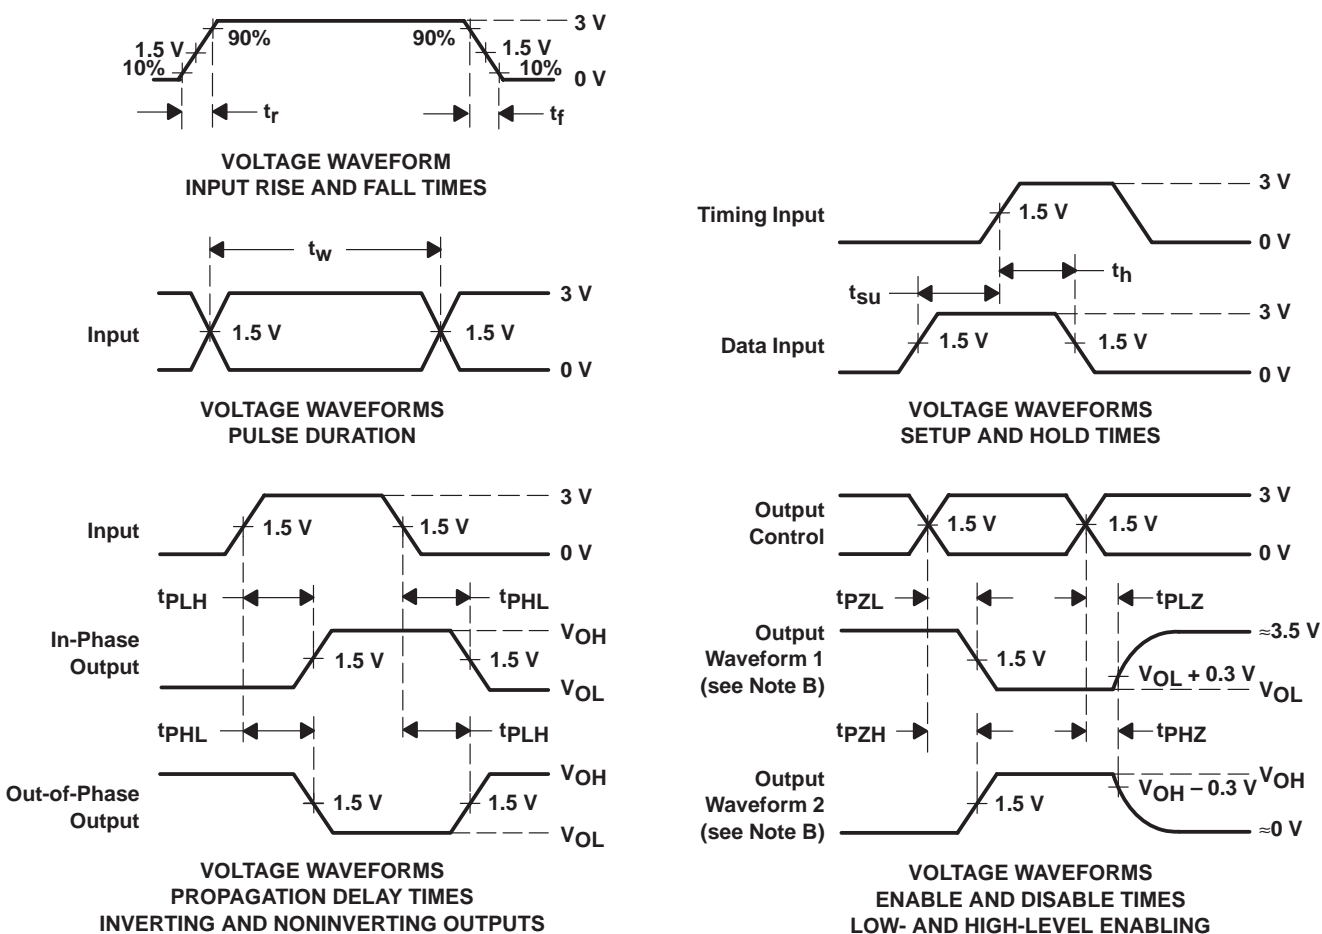 3 V
90%
90%
1.5 V
1.5 V
10%
10%
0 V
tr
tf
VOLTAGE WAVEFORM
INPUT RISE AND FALL TIMES
tw
3 V
Input
1.5 V
1.5 V
0 V
VOLTAGE WAVEFORMS
PULSE DURATION
3 V
Timing Input
1.5 V
0 V
th
tsu
3 V
Data Input
1.5 V
1.5 V
0 V
VOLTAGE WAVEFORMS
SETUP AND HOLD TIMES
3 V
Input
1.5 V
1.5 V
0 V
tPLH
tPHL
In-Phase
Output
VOH
1.5 V
1.5 V
VOL
tPHL
tPLH
Out-of-Phase
Output
VOH
1.5 V
1.5 V
VOL
VOLTAGE WAVEFORMS
PROPAGATION DELAY TIMES
INVERTING AND NONINVERTING OUTPUTS
Output
Control
3 V
1.5 V
1.5 V
0 V
tPZL
tPLZ
Output
Waveform 1
(see Note B)
≈3.5 V
1.5 V
VOL + 0.3 V
VOL
tPZH
tPHZ
Output
Waveform 2
(see Note B)
VOH
VOH – 0.3 V
1.5 V
≈0 V
VOLTAGE WAVEFORMS
ENABLE AND DISABLE TIMES
LOW- AND HIGH-LEVEL ENABLING